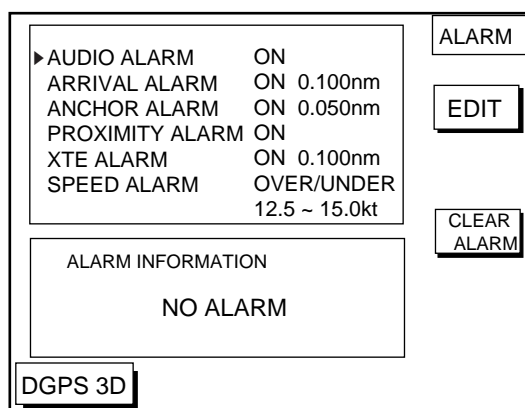 ALARM
▶AUDIO ALARM ON
ARRIVAL ALARM ON 0.100nm
ANCHOR ALARM ON 0.050nm
PROXIMITY ALARM ON
XTE ALARM ON 0.100nm
SPEED ALARM OVER/UNDER
12.5 ~ 15.0kt
EDIT
CLEAR
ALARM
ALARM INFORMATION
NO ALARM
DGPS 3D